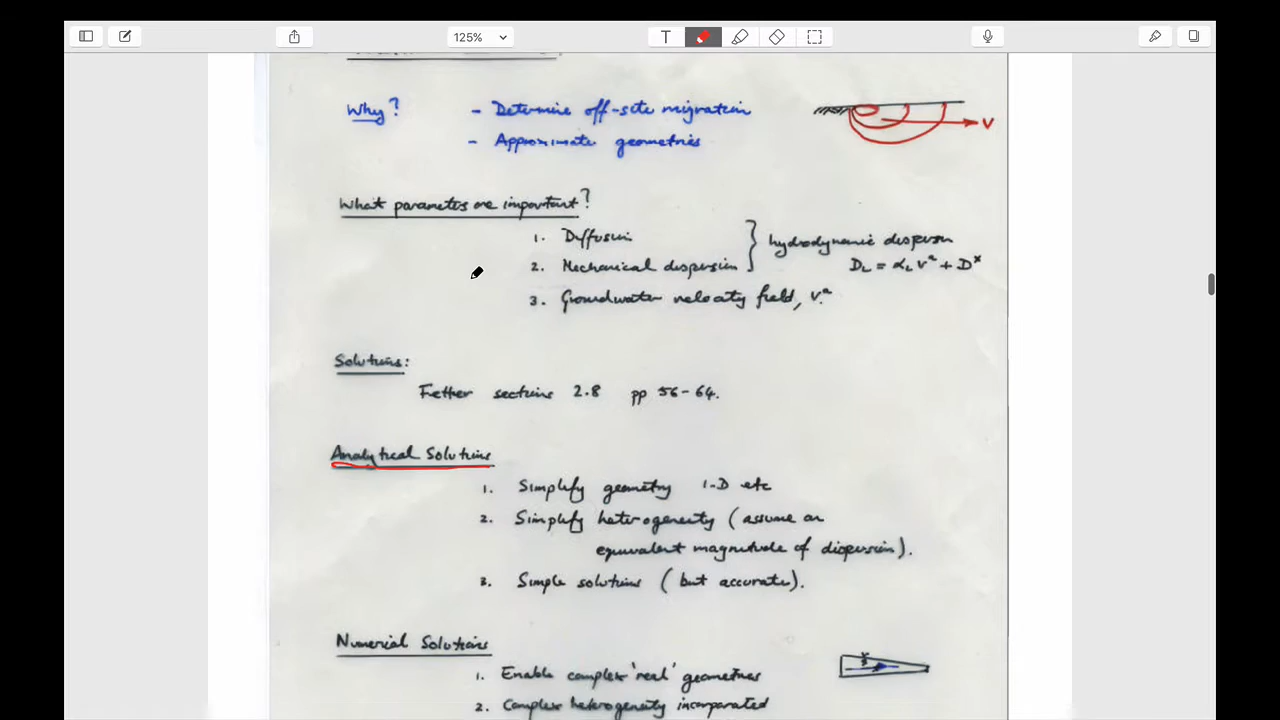 125%
T
Why? - Determine off-site migration
- Approximate geometries
V
What parameters are important?
1. Diffusion
2. Mechanical dispersion
} hydrodynamic dispersion
D_L = α_L v^a + D^x
3. Groundwater velocity field, v^a
Solutions:
Fetter sections 2.8 pp 56-64.
Analytical Solutions
1. Simplify geometry 1-D etc
2. Simplify heterogeneity (assume an
equivalent magnitude of dispersion).
3. Simple solutions (but accurate).
Numerical Solutions
1. Enable complex 'real' geometries
2. Complex heterogeneity incorporated